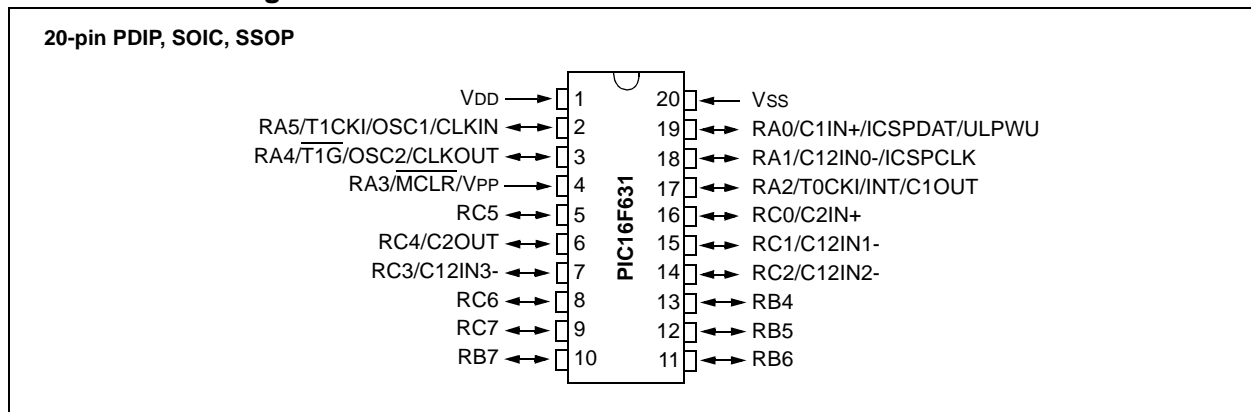 20-pin PDIP, SOIC, SSOP
VDD 1 20 VSS
RA5/T1CKI/OSC1/CLKIN 2 19 RA0/C1IN+/ICSPDAT/ULPWU
RA4/T1G/OSC2/CLKOUT 3 18 RA1/C12IN0-/ICSPCLK
RA3/MCLR/VPP 4 17 RA2/T0CKI/INT/C1OUT
RC5 5 16 RC0/C2IN+
RC4/C2OUT 6 15 RC1/C12IN1-
RC3/C12IN3- 7 14 RC2/C12IN2-
RC6 8 13 RB4
RC7 9 12 RB5
RB7 10 11 RB6
PIC16F631